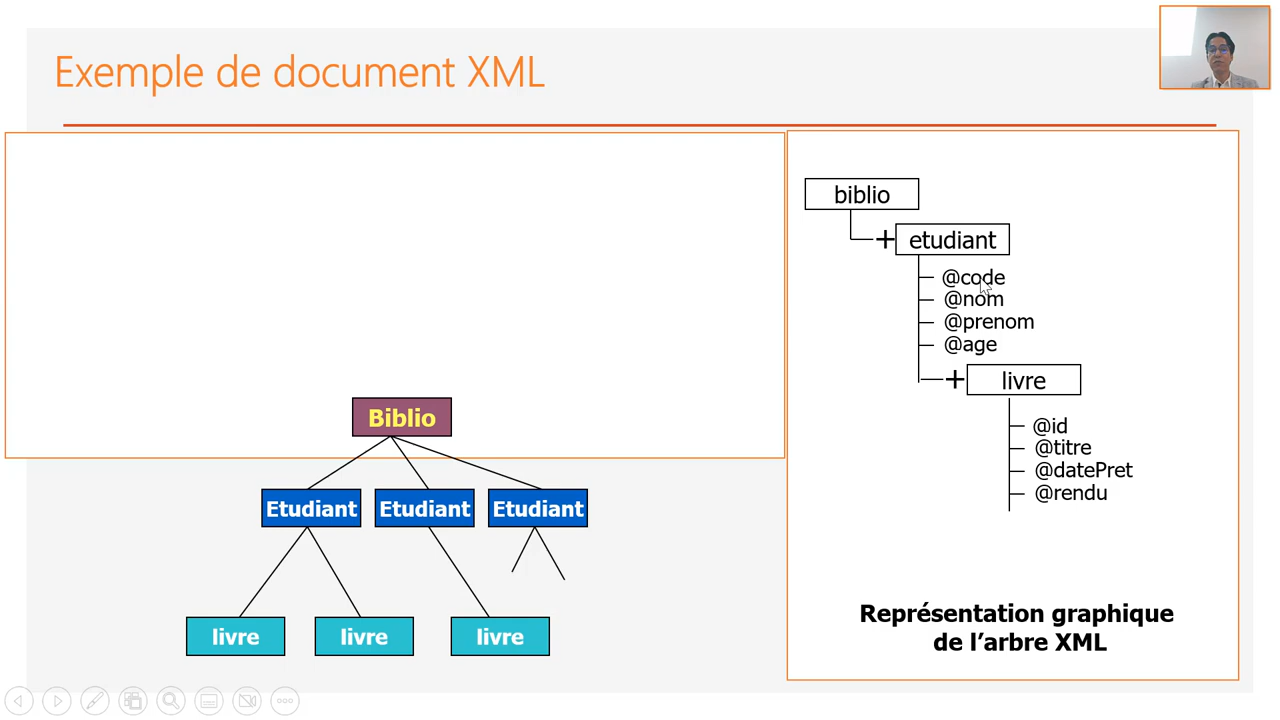 Exemple de document XML
Biblio
Etudiant Etudiant Etudiant
livre livre livre
biblio
etudiant
@code
@nom
@prenom
@age
livre
@id
@titre
@datePret
@rendu
Représentation graphique
de l’arbre XML